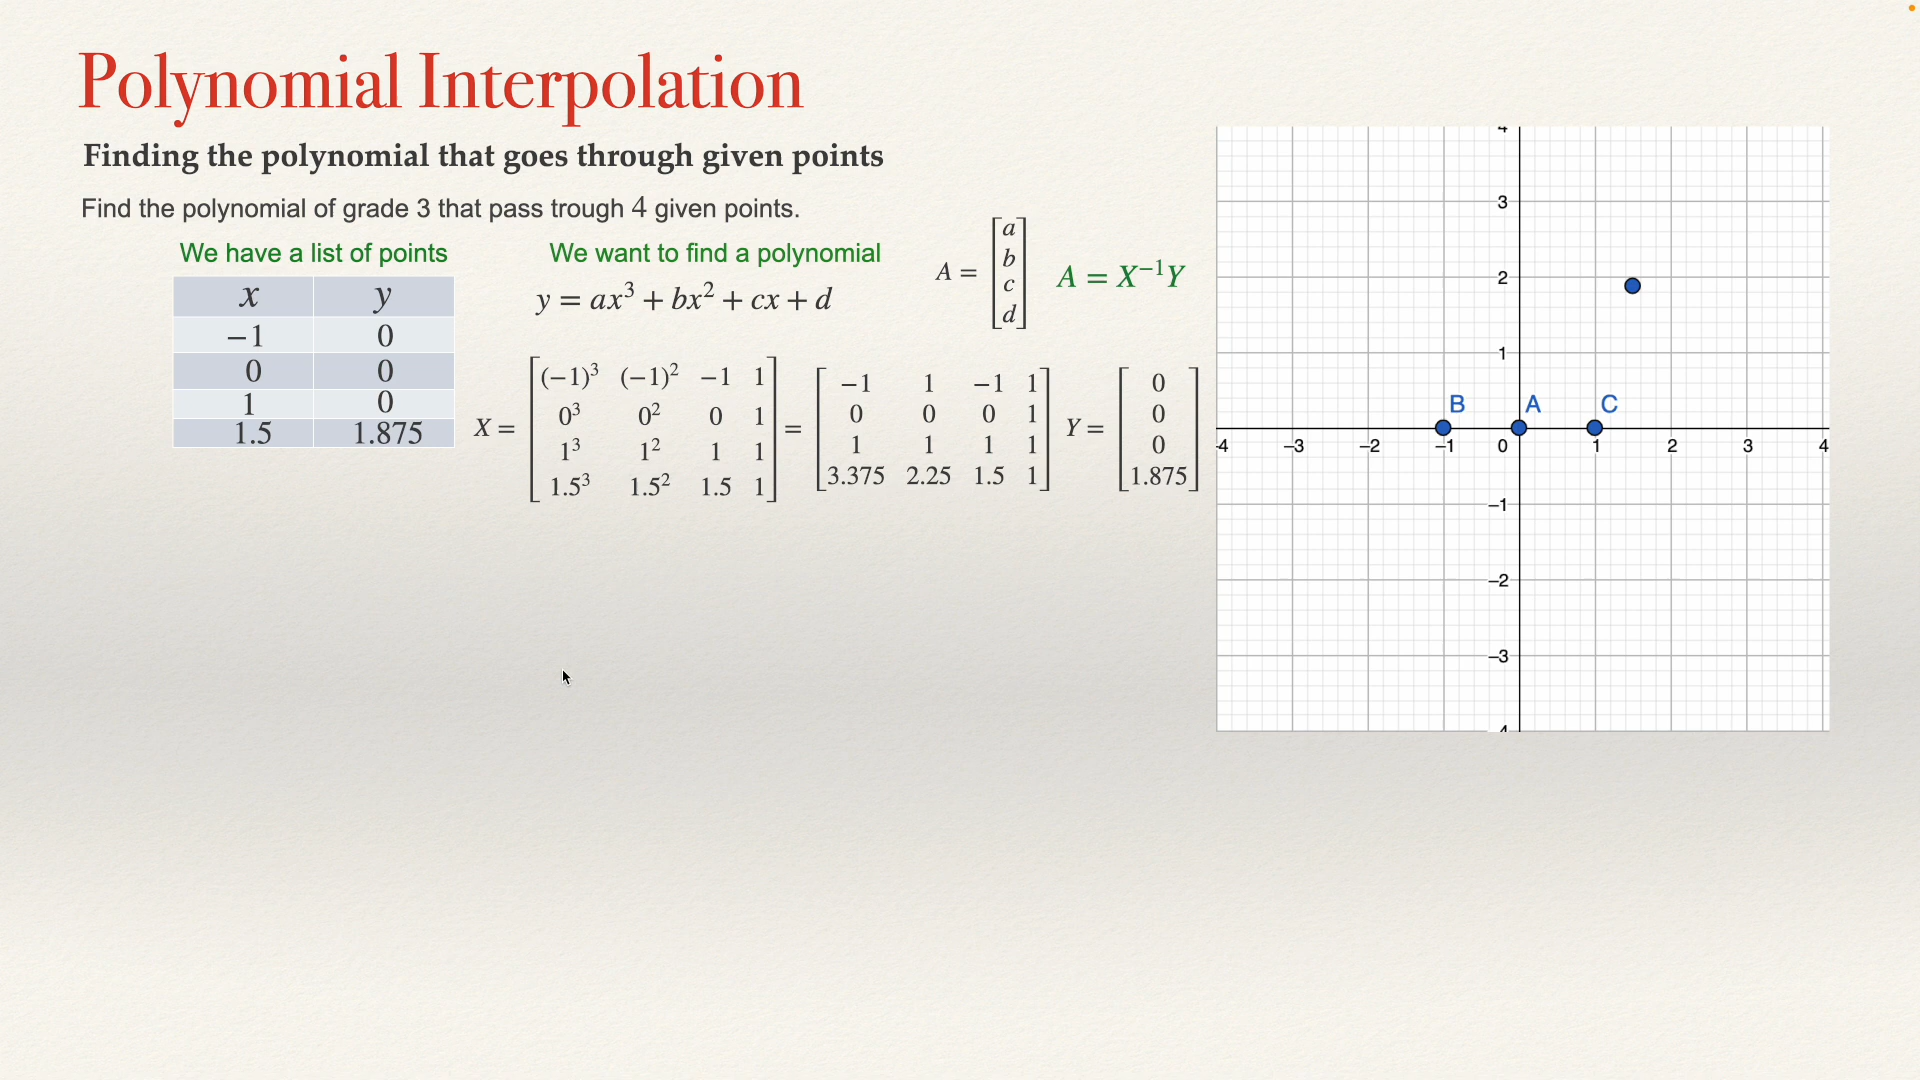 Polynomial Interpolation
Finding the polynomial that goes through given points
Find the polynomial of grade 3 that pass trough 4 given points.
We have a list of points
x y
−1 0
0 0
1 0
1.5 1.875
We want to find a polynomial
y = ax³ + bx² + cx + d
A = [a
b
c
d]
A = X⁻¹Y
X = [(−1)³ (−1)² −1 1
0³ 0² 0 1
1³ 1² 1 1
1.5³ 1.5² 1.5 1]
= [−1 1 −1 1
0 0 0 1
1 1 1 1
3.375 2.25 1.5 1]
Y = [0
0
0
1.875]
4
3
2
1
B A C
-4 −3 −2 −1 0 1 2 3 4
−1
−2
−3
4